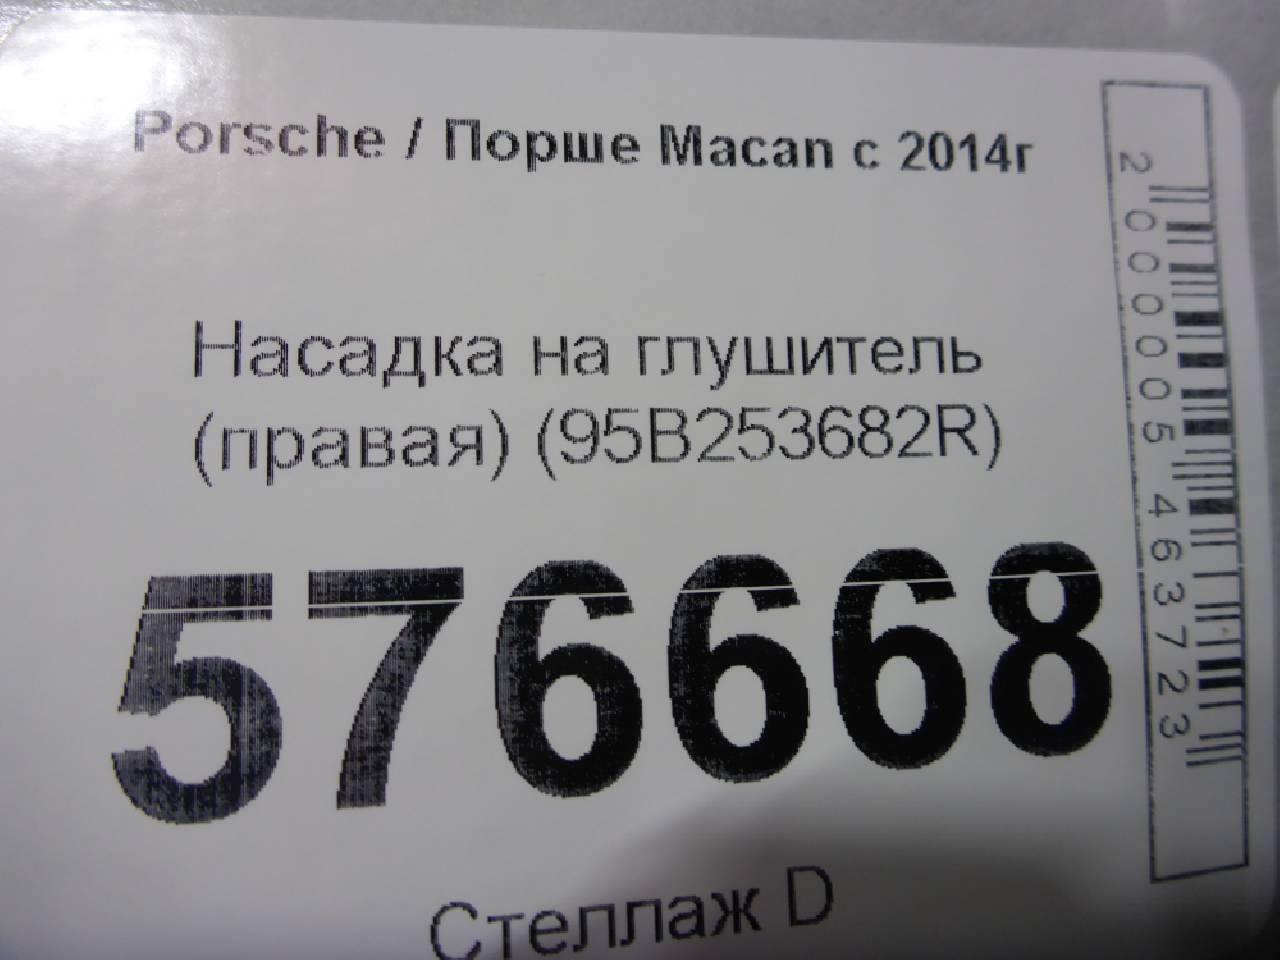 Porsche / Порше Macan с 2014г
Насадка на глушитель
(правая) (95B253682R)
576668
Стеллаж D
2000005463723